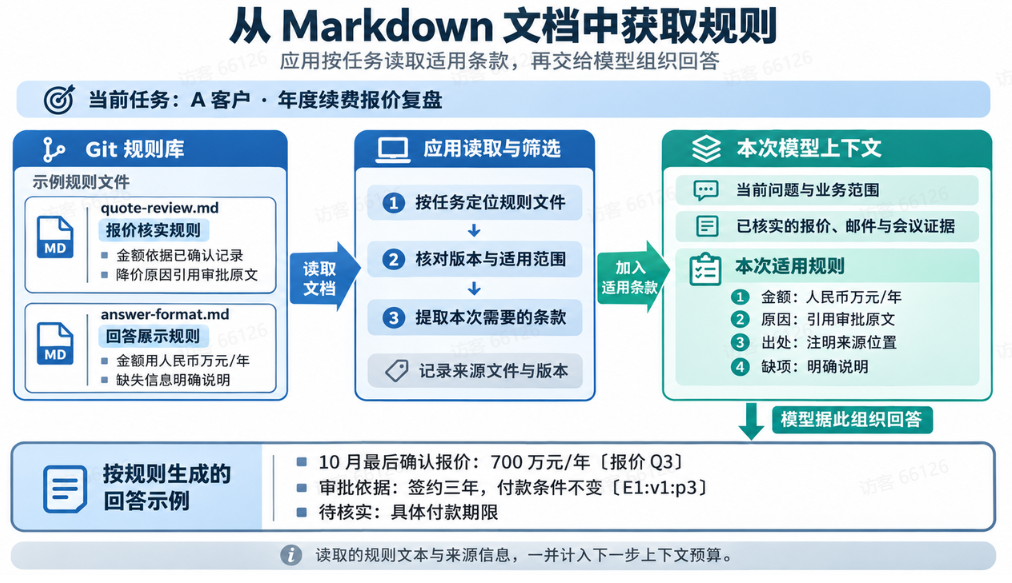 从 Markdown 文档中获取规则
应用按任务读取适用条款，再交给模型组织回答
当前任务：A 客户 · 年度续费报价复盘
Git 规则库
示例规则文件
MD
quote-review.md
报价核实规则
金额依据已确认记录
降价原因引用审批原文
MD
answer-format.md
回答展示规则
金额用人民币万元/年
缺失信息明确说明
读取
文档
应用读取与筛选
1 按任务定位规则文件
2 核对版本与适用范围
3 提取本次需要的条款
记录来源文件与版本
加入
适用条款
本次模型上下文
当前问题与业务范围
已核实的报价、邮件与会议证据
本次适用规则
1 金额：人民币万元/年
2 原因：引用审批原文
3 出处：注明来源位置
4 缺项：明确说明
模型据此组织回答
按规则生成的
回答示例
10 月最后确认报价：700 万元/年〔报价 Q3〕
审批依据：签约三年，付款条件不变〔E1:v1:p3〕
待核实：具体付款期限
读取的规则文本与来源信息，一并计入下一步上下文预算。
访客 66126